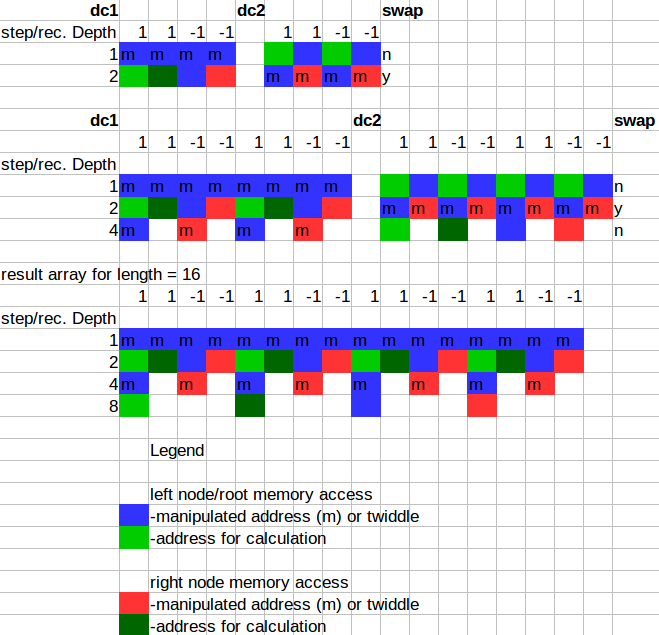 dc1 dc2 swap
step/rec. Depth 1 1 -1 -1 1 1 -1 -1
1 m m m m n
2 m m m m y
dc1 dc2 swap
1 1 -1 -1 1 1 -1 -1 1 1 -1 -1 1 1 -1 -1
step/rec. Depth
1 m m m m m m m m n
2 m m m m m m m m y
4 m m m m n
result array for length = 16
1 1 -1 -1 1 1 -1 -1 1 1 -1 -1 1 1 -1 -1
step/rec. Depth
1 m m m m m m m m m m m m m m m m
2
4 m m m m m m m m
8
Legend
left node/root memory access
-manipulated address (m) or twiddle
-address for calculation
right node memory access
-manipulated address (m) or twiddle
-address for calculation